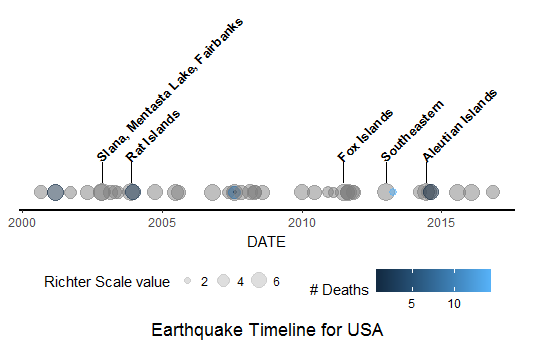 Slana, Mentasta Lake, Fairbanks
Rat Islands
Fox Islands
Southeastern
Aleutian Islands
2000 2005 2010 2015
DATE
Richter Scale value 2 4 6
# Deaths
5 10
Earthquake Timeline for USA